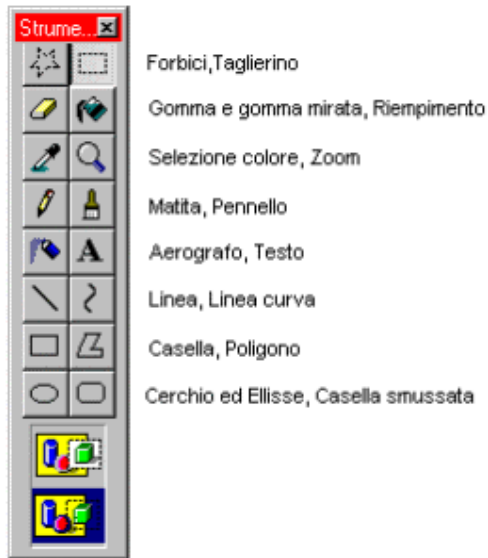 Strume...
Forbici,Taglierino
Gomma e gomma mirata, Riempimento
Selezione colore, Zoom
Matita, Pennello
A
Aerografo, Testo
Linea, Linea curva
Casella, Poligono
Cerchio ed Ellisse, Casella smussata